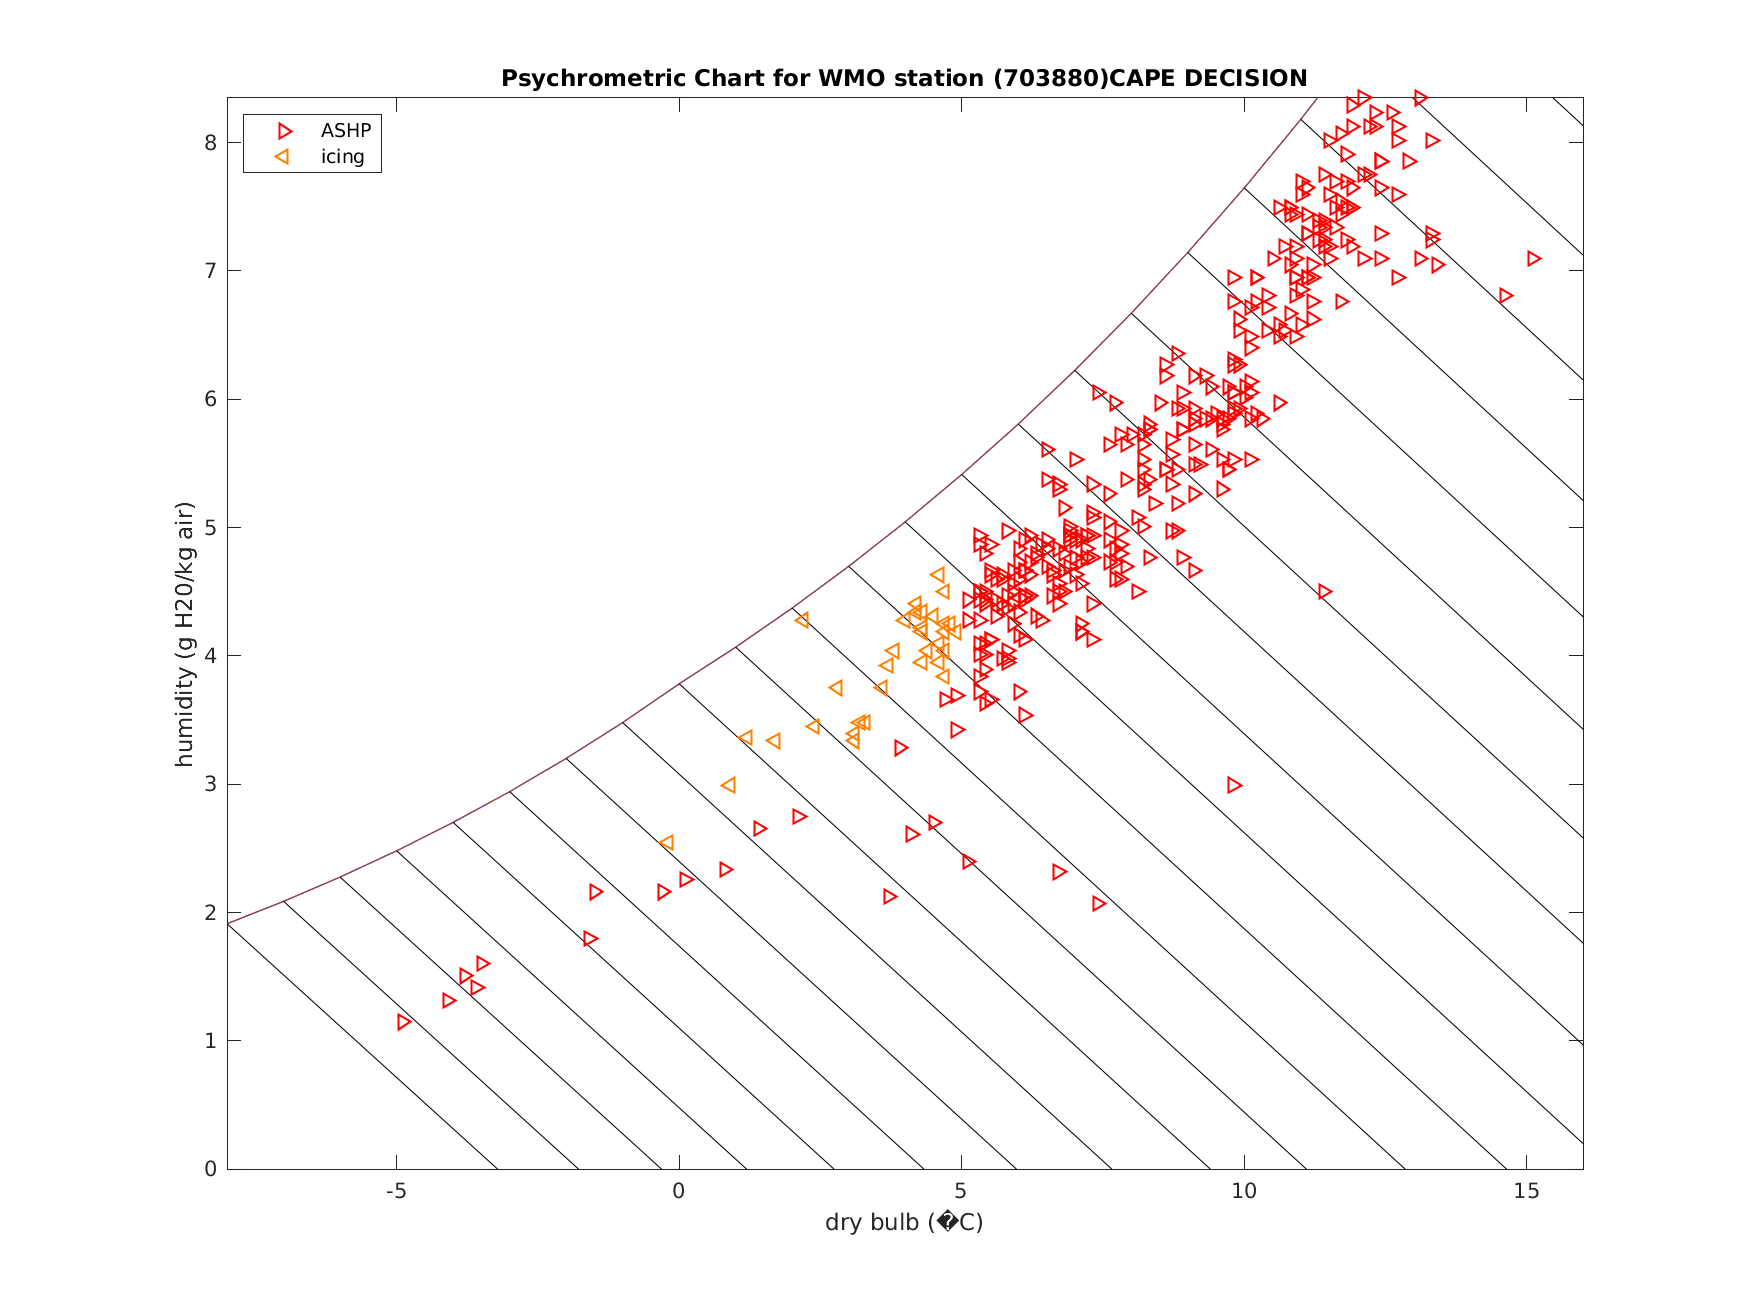 Psychrometric Chart for WMO station (703880)CAPE DECISION
ASHP
icing
humidity (g H20/kg air)
8
7
6
5
4
3
2
1
0
-5 0 5 10 15
dry bulb (�C)